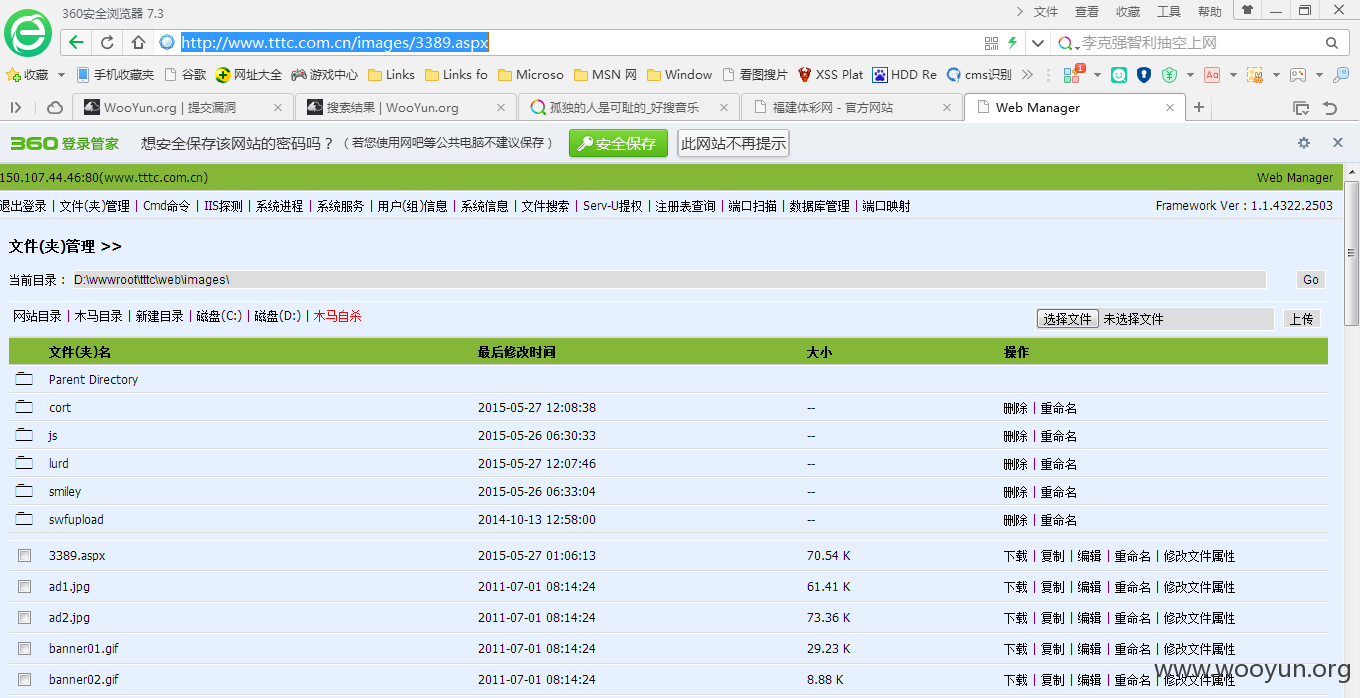 360安全浏览器 7.3
文件 查看 收藏 工具 帮助
http://www.tttc.com.cn/images/3389.aspx
李克强智利抽空上网
收藏 手机收藏夹 谷歌 网址大全 游戏中心 Links Links fo Microso MSN 网 Window 看图搜片 XSS Plat HDD Re cms识别
WooYun.org | 提交漏洞
搜索结果 | WooYun.org
孤独的人是可耻的_好搜音乐
福建体彩网 - 官方网站
Web Manager
360 登录管家 想安全保存该网站的密码吗？（若您使用网吧等公共电脑不建议保存） 安全保存 此网站不再提示
150.107.44.46:80(www.tttc.com.cn) Web Manager
退出登录 | 文件(夹)管理 | Cmd命令 | IIS探测 | 系统进程 | 系统服务 | 用户(组)信息 | 系统信息 | 文件搜索 | Serv-U提权 | 注册表查询 | 端口扫描 | 数据库管理 | 端口映射 Framework Ver : 1.1.4322.2503
文件(夹)管理 >>
当前目录： D:\wwwroot\tttc\web\images\ Go
网站目录 | 木马目录 | 新建目录 | 磁盘(C:) | 磁盘(D:) | 木马自杀 选择文件 未选择文件 上传
文件(夹)名 最后修改时间 大小 操作
Parent Directory
cort 2015-05-27 12:08:38 -- 删除 | 重命名
js 2015-05-26 06:30:33 -- 删除 | 重命名
lurd 2015-05-27 12:07:46 -- 删除 | 重命名
smiley 2015-05-26 06:33:04 -- 删除 | 重命名
swfupload 2014-10-13 12:58:00 -- 删除 | 重命名
3389.aspx 2015-05-27 01:06:13 70.54 K 下载 | 复制 | 编辑 | 重命名 | 修改文件属性
ad1.jpg 2011-07-01 08:14:24 61.41 K 下载 | 复制 | 编辑 | 重命名 | 修改文件属性
ad2.jpg 2011-07-01 08:14:24 73.36 K 下载 | 复制 | 编辑 | 重命名 | 修改文件属性
banner01.gif 2011-07-01 08:14:24 29.23 K 下载 | 复制 | 编辑 | 重命名 | 修改文件属性
banner02.gif 2011-07-01 08:14:24 8.88 K 下载 | 复制 | 编辑 | 重命名 | 修改文件属性
www.wooyun.org